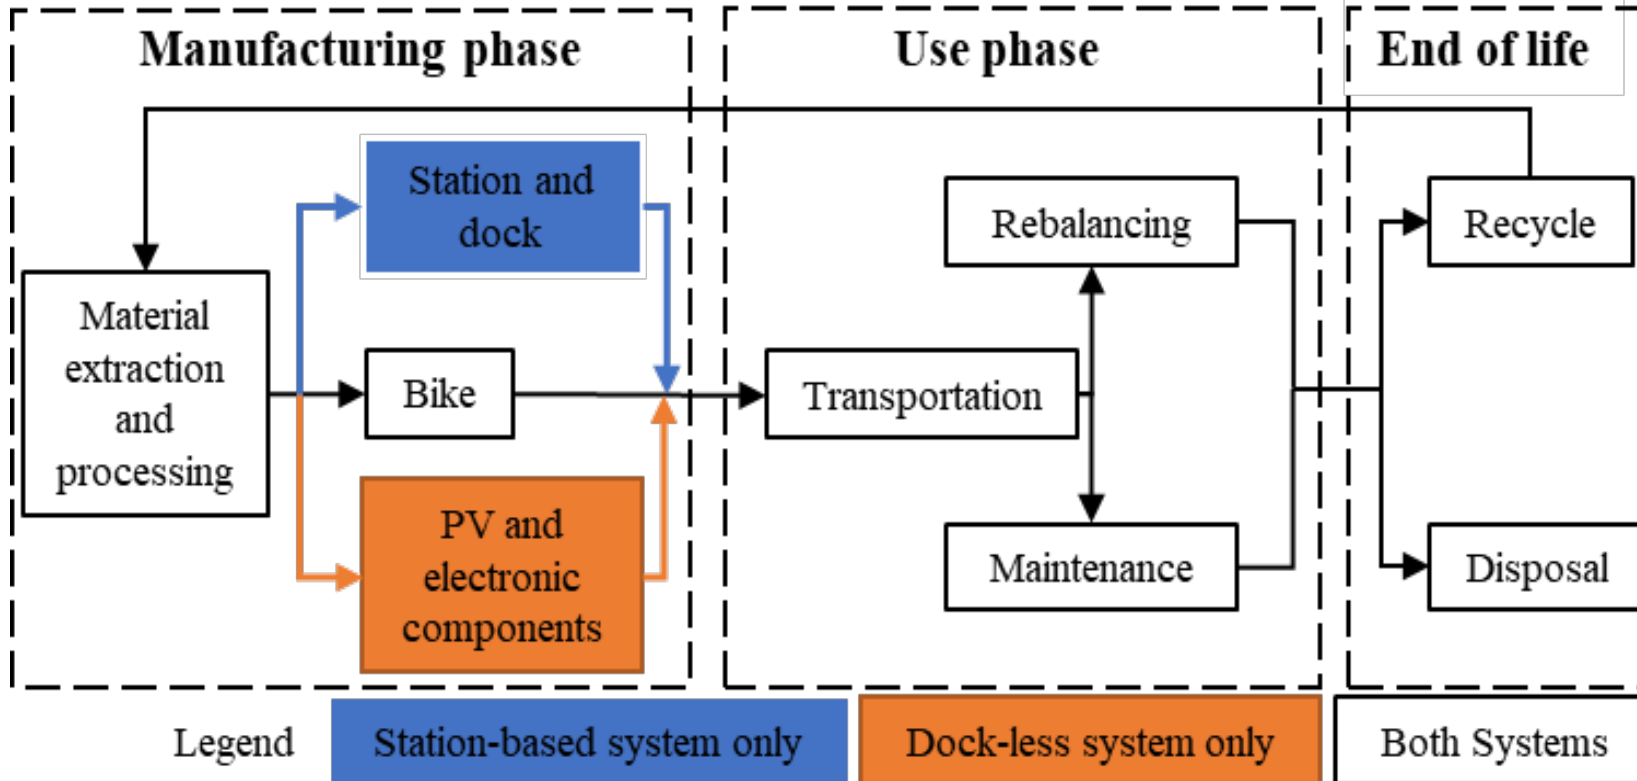 Manufacturing phase
Use phase
End of life
Station and
dock
Material
extraction
and
processing
Bike
PV and
electronic
components
Transportation
Rebalancing
Maintenance
Recycle
Disposal
Legend
Station-based system only
Dock-less system only
Both Systems